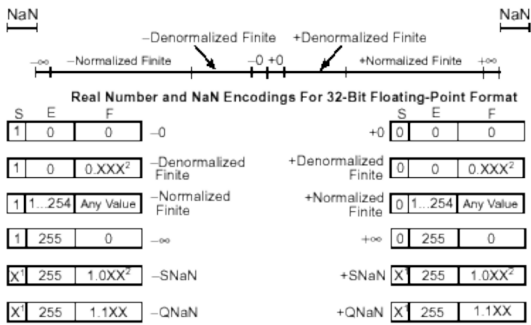 NaN NaN
−Denormalized Finite +Denormalized Finite
−∞ −Normalized Finite −0 +0 +Normalized Finite +∞
Real Number and NaN Encodings For 32-Bit Floating-Point Format
S E F S E F
1 0 0 −0 +0 0 0 0
1 0 0.XXX² −Denormalized Finite +Denormalized Finite 0 0 0.XXX²
1 1...254 Any Value −Normalized Finite +Normalized Finite 0 1...254 Any Value
1 255 0 −∞ +∞ 0 255 0
X¹ 255 1.0XX² −SNaN +SNaN X¹ 255 1.0XX²
X¹ 255 1.1XX −QNaN +QNaN X¹ 255 1.1XX